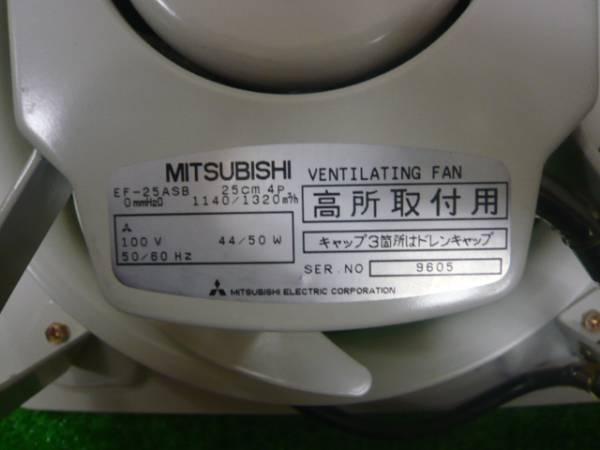 MITSUBISHI VENTILATING FAN
EF-25ASB 25cm 4P
0mmH₂O 1140/1320m³/h
高所取付用
100 V 44/50 W
50/60 Hz
キャップ3箇所はドレンキャップ
SER.NO 9605
MITSUBISHI ELECTRIC CORPORATION